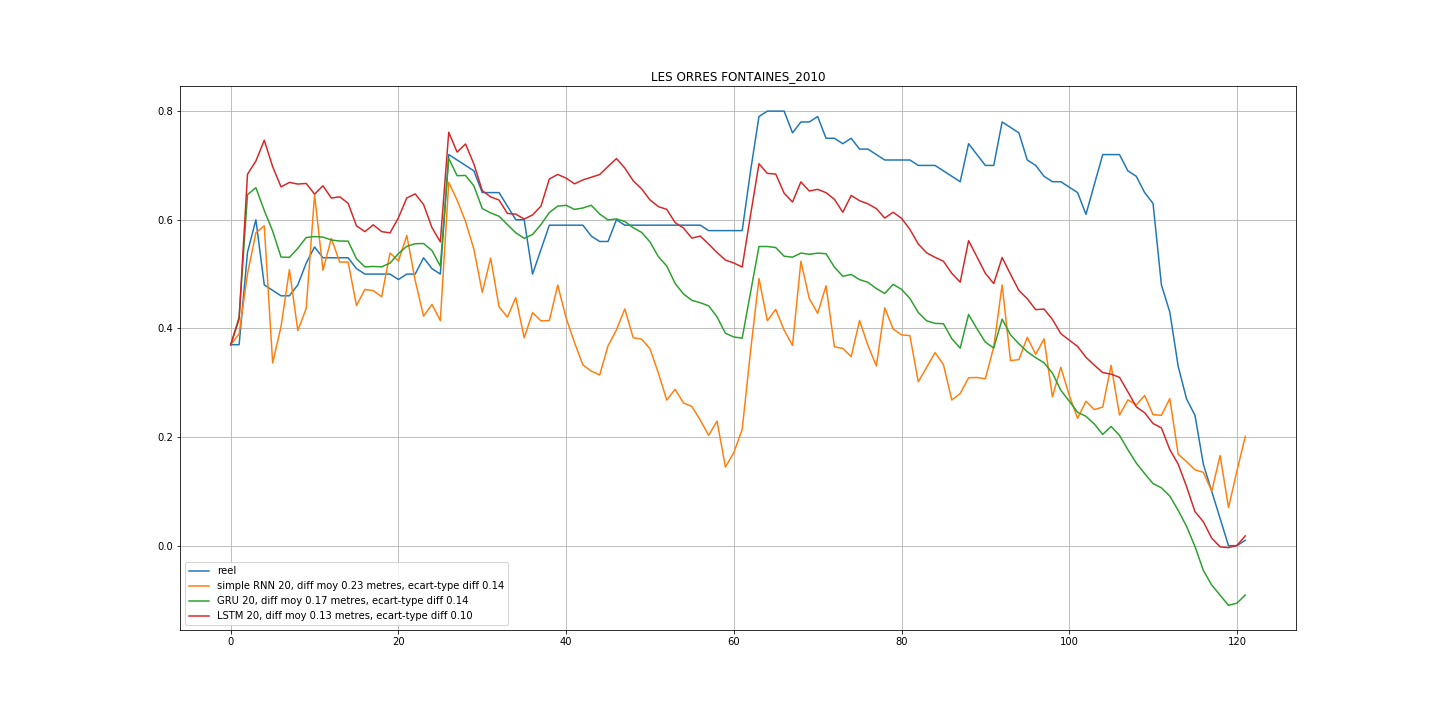 LES ORRES FONTAINES_2010
0.8
0.6
0.4
0.2
0.0
reel
simple RNN 20, diff moy 0.23 metres, ecart-type diff 0.14
GRU 20, diff moy 0.17 metres, ecart-type diff 0.14
LSTM 20, diff moy 0.13 metres, ecart-type diff 0.10
0 20 40 60 80 100 120